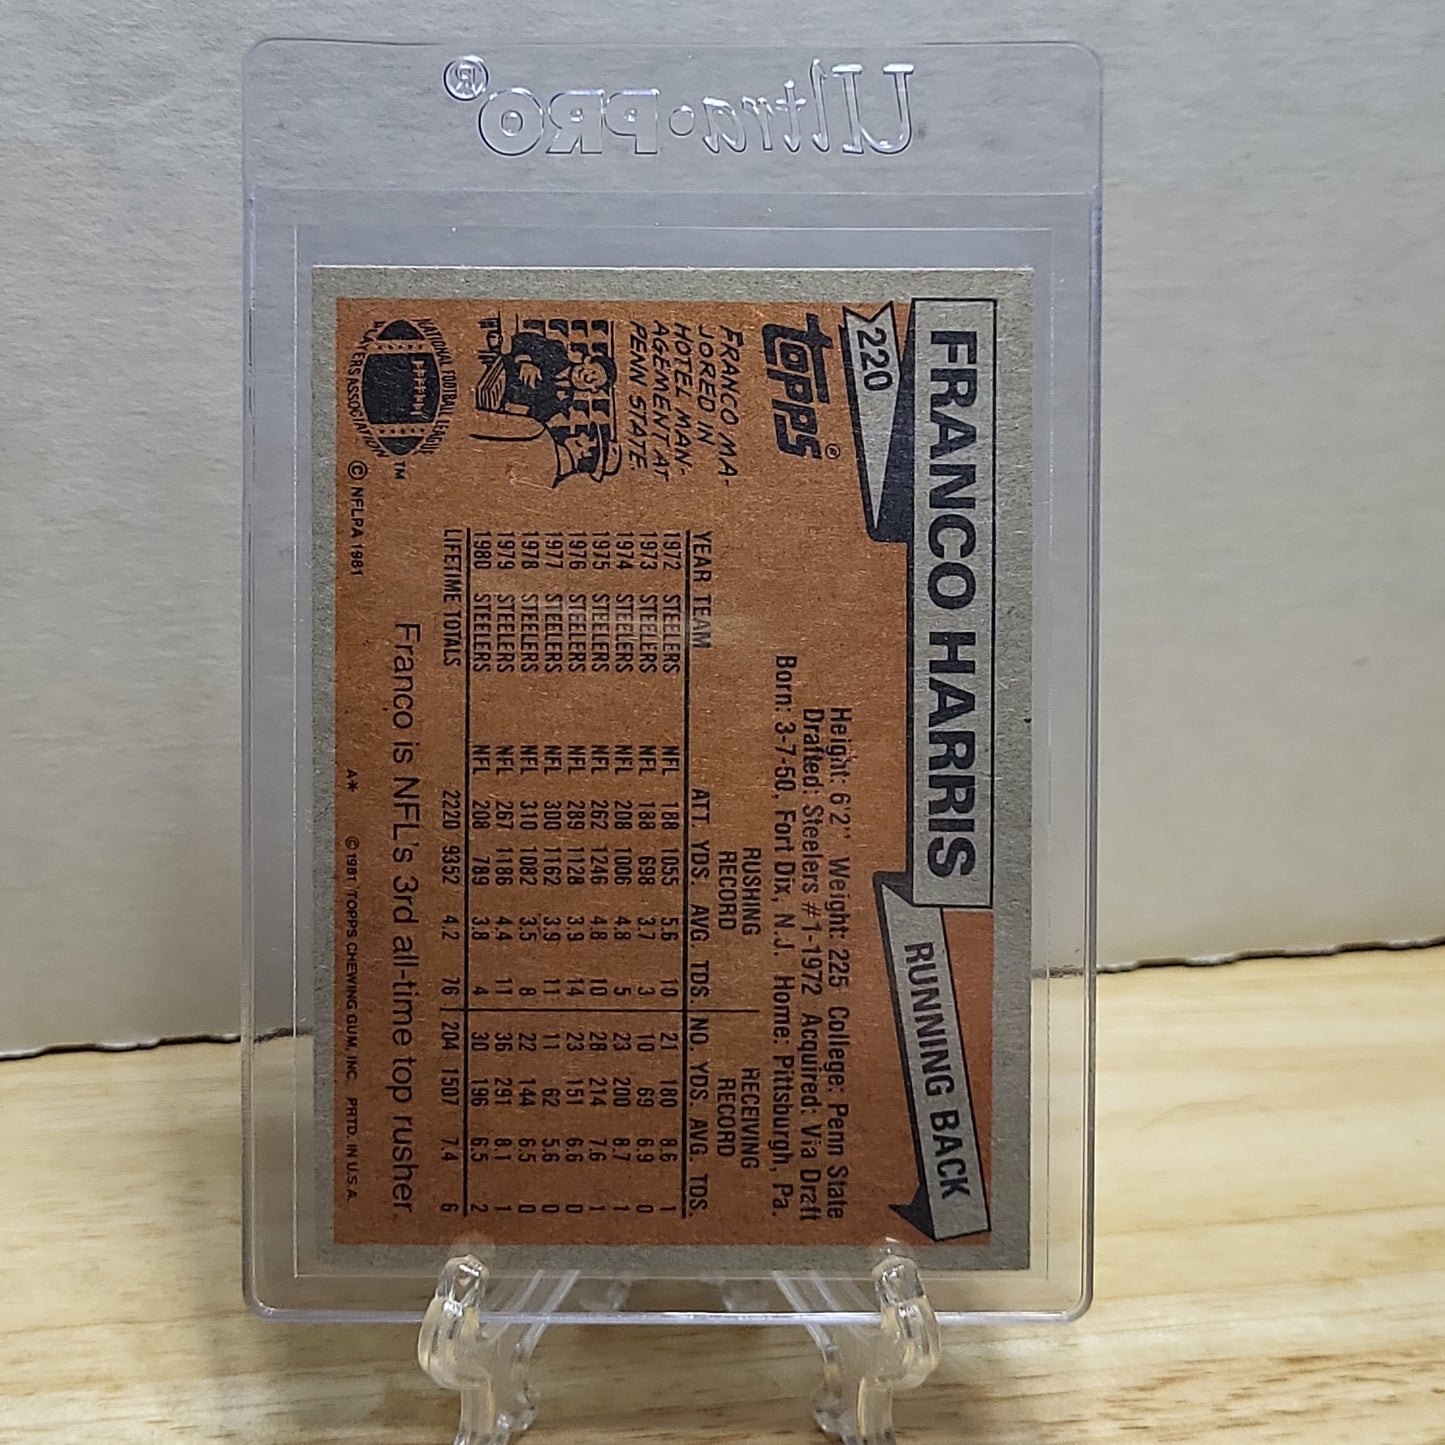 Ultra•PRO®
FRANCO HARRIS
RUNNING BACK
220
TOPPS®
Height: 6'2" Weight: 225 College: Penn State
Drafted: Steelers #1-1972 Acquired: Via Draft
Born: 3-7-50, Fort Dix, N.J. Home: Pittsburgh, Pa.
FRANCO MA-
JORED IN
HOTEL MAN-
AGEMENT AT
PENN STATE.
RUSHING RECEIVING
RECORD RECORD
YEAR TEAM ATT. YDS. AVG. TDS. NO. YDS. AVG. TDS.
1972 STEELERS NFL 188 1055 5.6 10 21 180 8.6 1
1973 STEELERS NFL 188 698 3.7 3 10 69 6.9 0
1974 STEELERS NFL 208 1006 4.8 5 23 200 8.7 1
1975 STEELERS NFL 262 1246 4.8 10 28 214 7.6 1
1976 STEELERS NFL 289 1128 3.9 14 23 151 6.6 0
1977 STEELERS NFL 300 1162 3.9 11 11 62 5.6 0
1978 STEELERS NFL 310 1082 3.5 8 22 144 6.5 0
1979 STEELERS NFL 267 1186 4.4 11 36 291 8.1 1
1980 STEELERS NFL 208 789 3.8 4 30 196 6.5 2
LIFETIME TOTALS 2220 9352 4.2 76 204 1507 7.4 6
Franco is NFL's 3rd all-time top rusher.
NATIONAL FOOTBALL LEAGUE
PLAYERS ASSOCIATION
TM
© NFLPA 1981
A* © 1981 TOPPS CHEWING GUM, INC. PRTD. IN U.S.A.